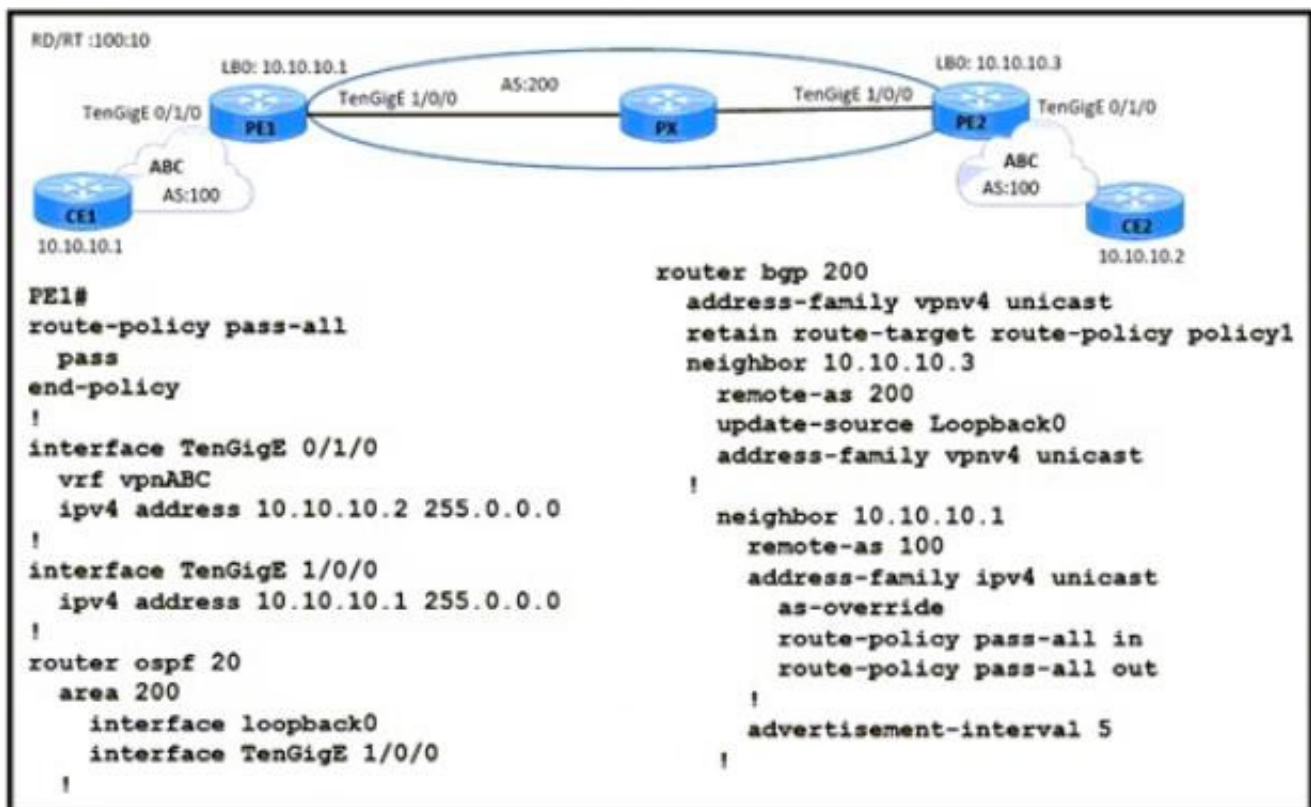 RD/RT :100:10
LB0: 10.10.10.1
AS:200
LB0: 10.10.10.3
TenGigE 0/1/0
TenGigE 1/0/0
TenGigE 1/0/0
TenGigE 0/1/0
PE1
PX
PE2
ABC
AS:100
ABC
AS:100
CE1
CE2
10.10.10.1
10.10.10.2
PE1#
route-policy pass-all
pass
end-policy
!
interface TenGigE 0/1/0
vrf vpnABC
ipv4 address 10.10.10.2 255.0.0.0
!
interface TenGigE 1/0/0
ipv4 address 10.10.10.1 255.0.0.0
!
router ospf 20
area 200
interface loopback0
interface TenGigE 1/0/0
!
router bgp 200
address-family vpnv4 unicast
retain route-target route-policy policy1
neighbor 10.10.10.3
remote-as 200
update-source Loopback0
address-family vpnv4 unicast
!
neighbor 10.10.10.1
remote-as 100
address-family ipv4 unicast
as-override
route-policy pass-all in
route-policy pass-all out
!
advertisement-interval 5
!